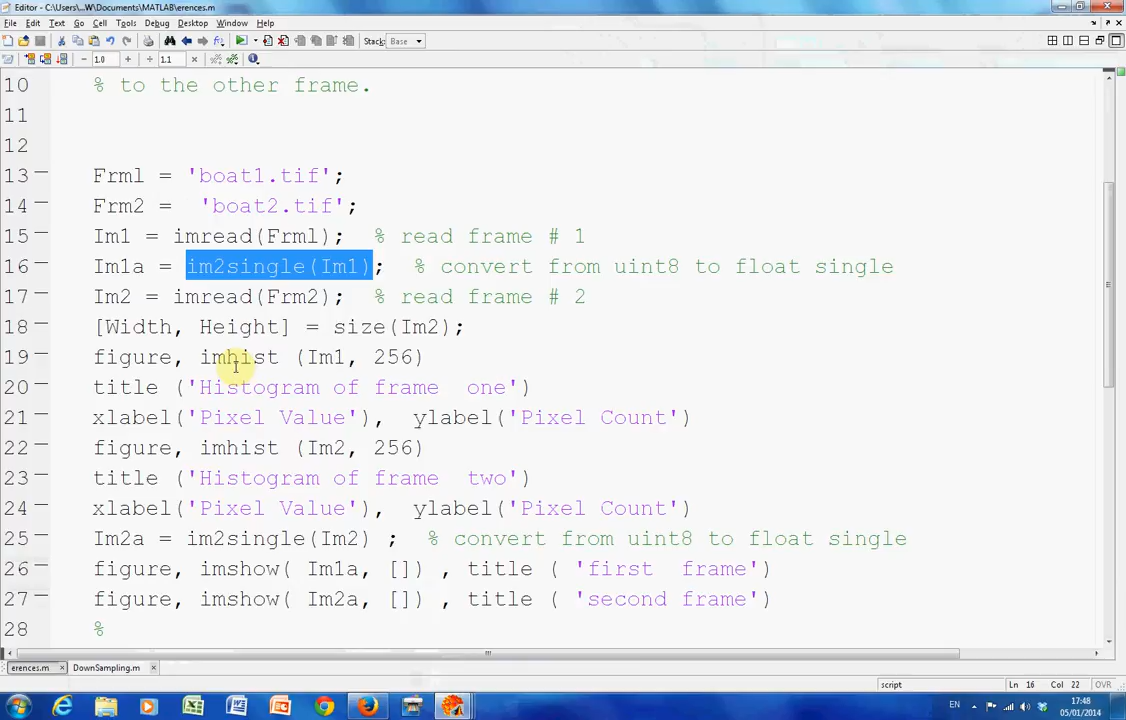 Editor - C:\Users\...W\Documents\MATLAB\erences.m
File Edit Text Go Cell Tools Debug Desktop Window Help
Stack: Base
1.0 1.1
10 % to the other frame.
11
12
13 Frml = 'boat1.tif';
14 Frm2 = 'boat2.tif';
15 Im1 = imread(Frml); % read frame # 1
16 Im1a = im2single(Im1); % convert from uint8 to float single
17 Im2 = imread(Frm2); % read frame # 2
18 [Width, Height] = size(Im2);
19 figure, imhist (Im1, 256)
20 title ('Histogram of frame one')
21 xlabel('Pixel Value'), ylabel('Pixel Count')
22 figure, imhist (Im2, 256)
23 title ('Histogram of frame two')
24 xlabel('Pixel Value'), ylabel('Pixel Count')
25 Im2a = im2single(Im2) ; % convert from uint8 to float single
26 figure, imshow( Im1a, []) , title ( 'first frame')
27 figure, imshow( Im2a, []) , title ( 'second frame')
28 %
erences.m DownSampling.m
script Ln 16 Col 22 OVR
EN 17:48
05/01/2014